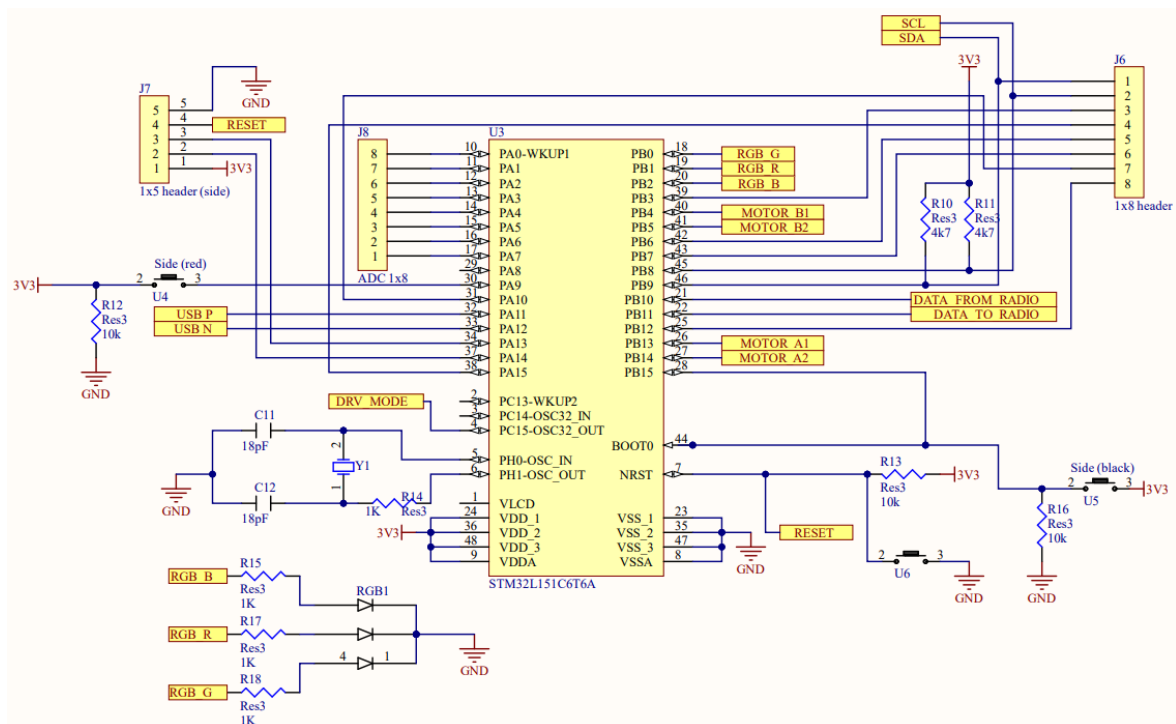 SCL
SDA
J7
5
4
3
2
1
5
4
3
2
1
GND
RESET
3V3
1x5 header (side)
3V3
J6
1
2
3
4
5
6
7
8
1x8 header
J8
8
7
6
5
4
3
2
1
ADC 1x8
U3
10 PA0-WKUP1
11 PA1
12 PA2
13 PA3
14 PA4
15 PA5
16 PA6
17 PA7
29 PA8
30 PA9
31 PA10
32 PA11
33 PA12
34 PA13
37 PA14
38 PA15
2 PC13-WKUP2
3 PC14-OSC32_IN
4 PC15-OSC32_OUT
5 PH0-OSC_IN
6 PH1-OSC_OUT
1 VLCD
24 VDD_1
36 VDD_2
48 VDD_3
9 VDDA
PB0 18 RGB_G
PB1 19 RGB_R
PB2 20 RGB_B
PB3 39
PB4 40 MOTOR_B1
PB5 41 MOTOR_B2
PB6 42
PB7 43
PB8 45
PB9 46
PB10 21 DATA_FROM_RADIO
PB11 22 DATA_TO_RADIO
PB12 25
PB13 26 MOTOR_A1
PB14 27 MOTOR_A2
PB15 28
BOOT0 44
NRST 7
VSS_1 23
VSS_2 35
VSS_3 47
VSSA 8
STM32L151C6T6A
R10
Res3
4k7
R11
Res3
4k7
Side (red)
3V3
2 3
U4
R12
Res3
10k
GND
USB P
USB N
DRV_MODE
C11
18pF
2
Y1
1
C12
18pF
GND
R14
1K Res3
3V3
GND
R13
Res3
10k
3V3
RESET
2 3
U6
GND
Side (black)
2 3
3V3
U5
R16
Res3
10k
GND
RGB_B
R15
Res3
1K
RGB1
RGB_R
R17
Res3
1K
RGB_G
R18
Res3
1K
4 1
GND